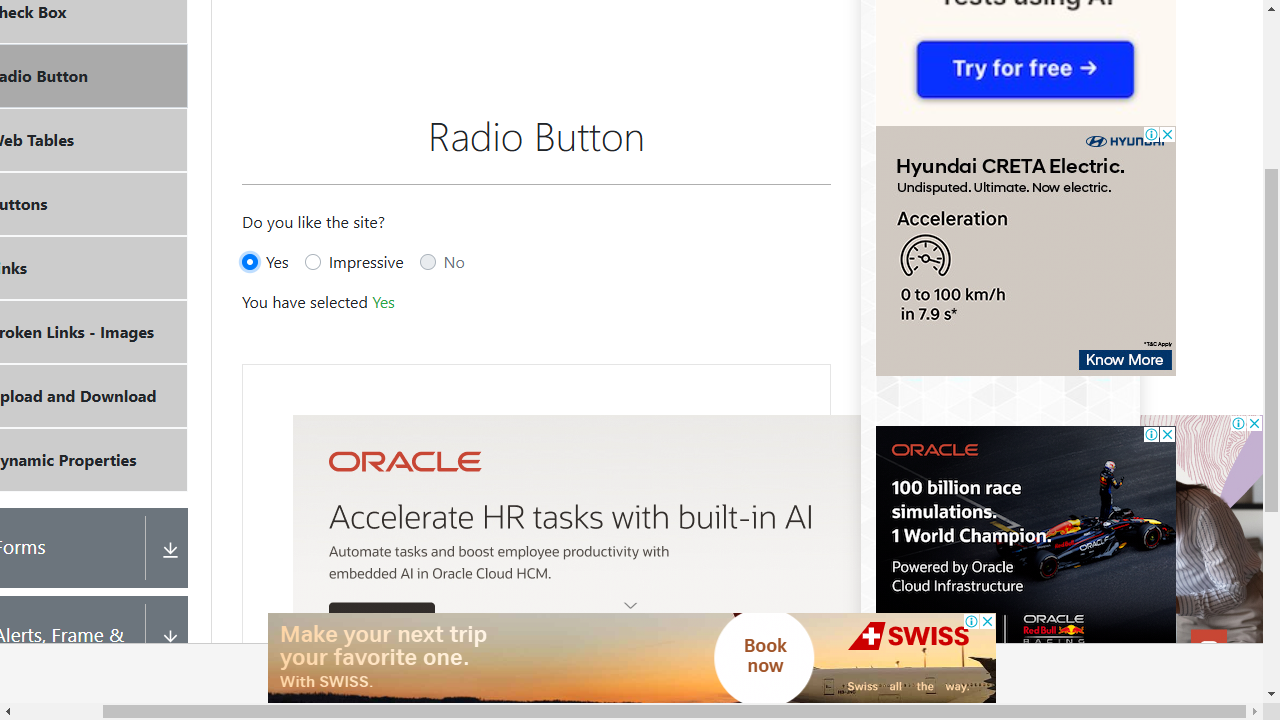 heck Box
adio Button
Web Tables
uttons
inks
roken Links - Images
pload and Download
ynamic Properties
Forms
Alerts, Frame &
Radio Button
Do you like the site?
Yes
Impressive
No
You have selected Yes
ORACLE
Accelerate HR tasks with built-in AI
Automate tasks and boost employee productivity with
embedded AI in Oracle Cloud HCM.
Try for free →
HYUNDAI
Hyundai CRETA Electric.
Undisputed. Ultimate. Now electric.
Acceleration
0 to 100 km/h
in 7.9 s*
*T&C Apply
Know More
ORACLE
100 billion race
simulations.
1 World Champion.
Powered by Oracle
Cloud Infrastructure
ORACLE
Red Bull
RACING
Make your next trip
your favorite one.
With SWISS.
Book
now
SWISS
Swiss all the way.